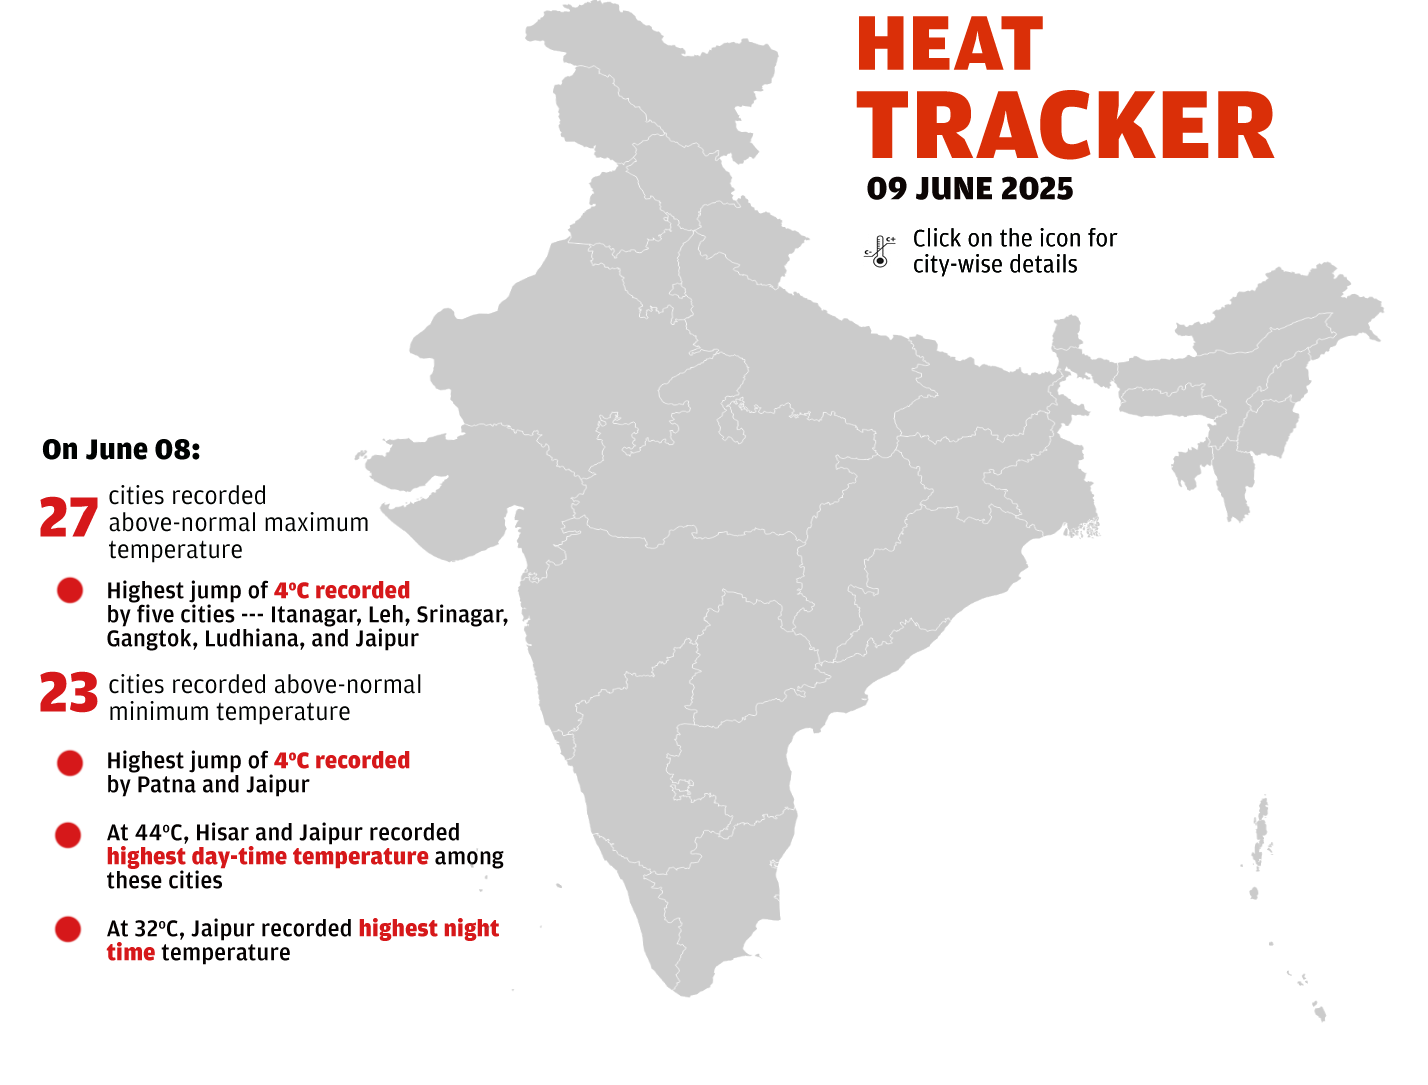 HEAT
TRACKER
09 JUNE 2025
C- C+
Click on the icon for
city-wise details
On June 08:
27 cities recorded
above-normal maximum
temperature
Highest jump of 4ºC recorded
by five cities --- Itanagar, Leh, Srinagar,
Gangtok, Ludhiana, and Jaipur
23 cities recorded above-normal
minimum temperature
Highest jump of 4ºC recorded
by Patna and Jaipur
At 44ºC, Hisar and Jaipur recorded
highest day-time temperature among
these cities
At 32ºC, Jaipur recorded highest night
time temperature